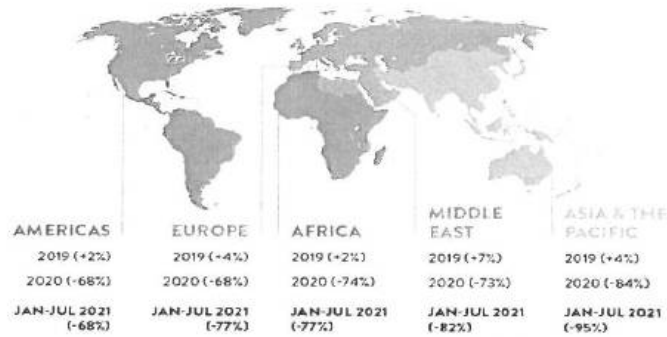 AMERICAS
2019 (+2%)
2020 (-68%)
JAN-JUL 2021
(-68%)
EUROPE
2019 (+4%)
2020 (-68%)
JAN-JUL 2021
(-77%)
AFRICA
2019 (+2%)
2020 (-74%)
JAN-JUL 2021
(-77%)
MIDDLE
EAST
2019 (+7%)
2020 (-73%)
JAN-JUL 2021
(-82%)
ASIA & THE
PACIFIC
2019 (+4%)
2020 (-84%)
JAN-JUL 2021
(-95%)